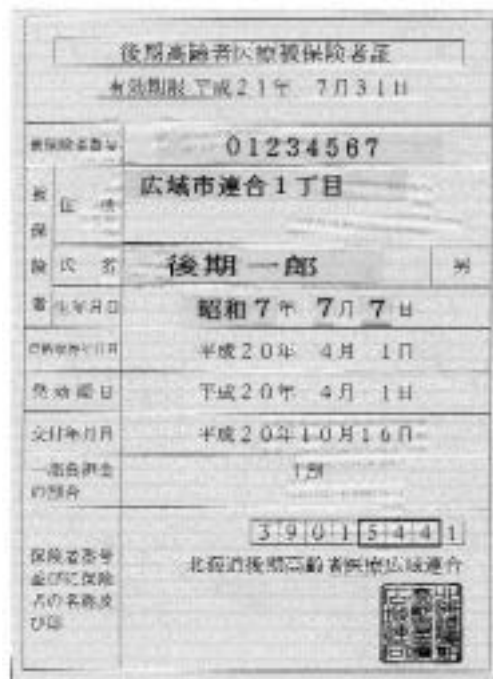 後期高齢者医療被保険者証
有効期限 平成21年 7月31日
被保険者番号 01234567
被保険者
住所 広域市連合1丁目
氏名 後期一郎 男
生年月日 昭和7年 7月 7日
資格取得年月日 平成20年 4月 1日
発効期日 平成20年 4月 1日
交付年月日 平成20年10月16日
一部負担金の割合 1割
保険者番号並びに保険者の名称及び印
39015441
北海道後期高齢者医療広域連合